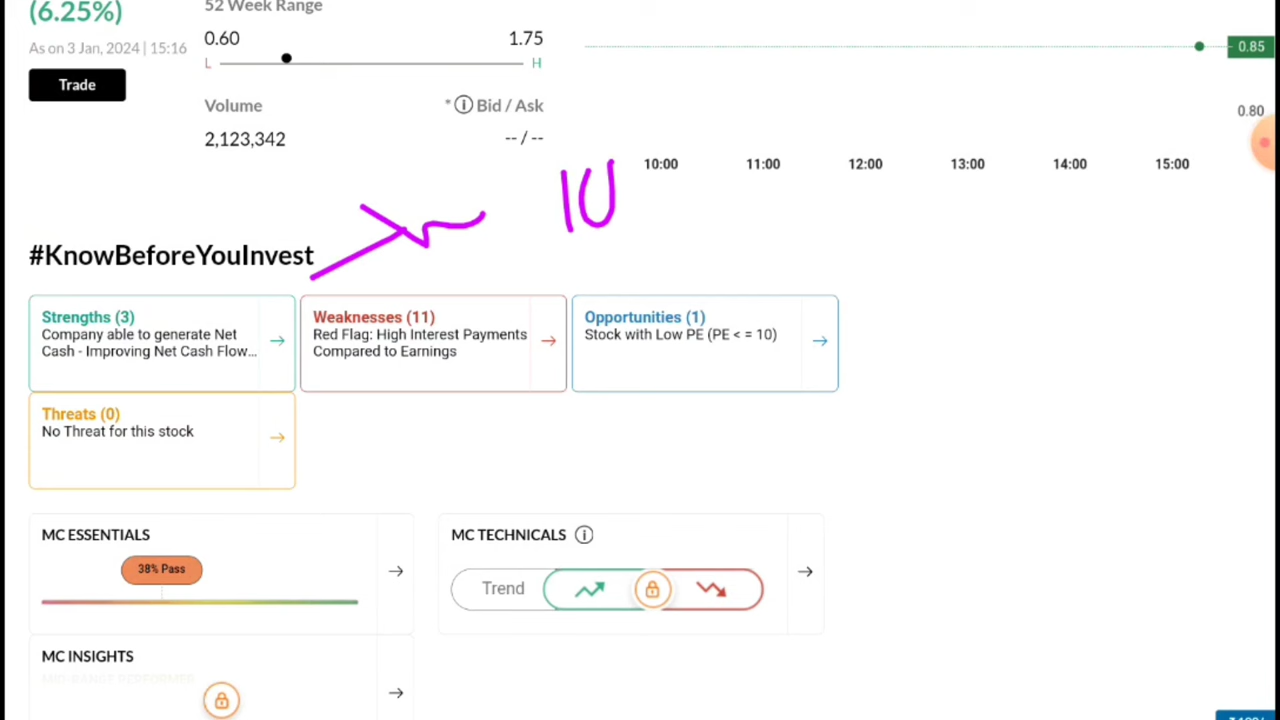 (6.25%)
52 Week Range
As on 3 Jan, 2024 | 15:16
0.60 1.75
L H
0.85
Trade
Volume * Bid / Ask
2,123,342 -- / --
0.80
10:00 11:00 12:00 13:00 14:00 15:00
10
#KnowBeforeYouInvest
Strengths (3)
Company able to generate Net
Cash - Improving Net Cash Flow...
Weaknesses (11)
Red Flag: High Interest Payments
Compared to Earnings
Opportunities (1)
Stock with Low PE (PE < = 10)
Threats (0)
No Threat for this stock
MC ESSENTIALS
38% Pass
MC TECHNICALS
Trend
MC INSIGHTS